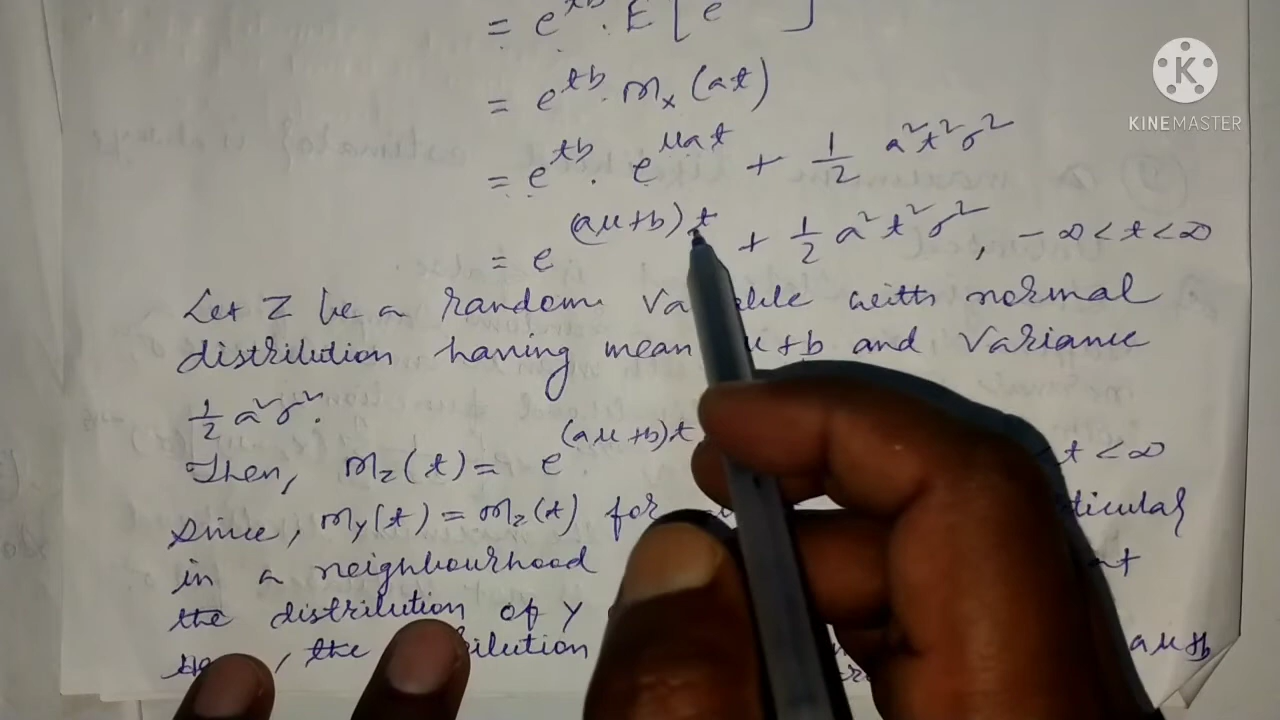 = e^{tb} . E [ e ]
= e^{tb} . m_x (at)
= e^{tb} . e^{μat} + 1/2 a²t²σ²
= e^{(aμ+b)t} + 1/2 a²t²σ², -∞<t<∞
Let Z be a random variable with normal
distribution having mean μ+b and variance
1/2 a²σ².
Then, m_z(t) = e^{(aμ+b)t} <t<∞
Since, m_y(t) = m_z(t) for
in a neighbourhood at
the distribution of y
, the aμ+b
K
KINEMASTER